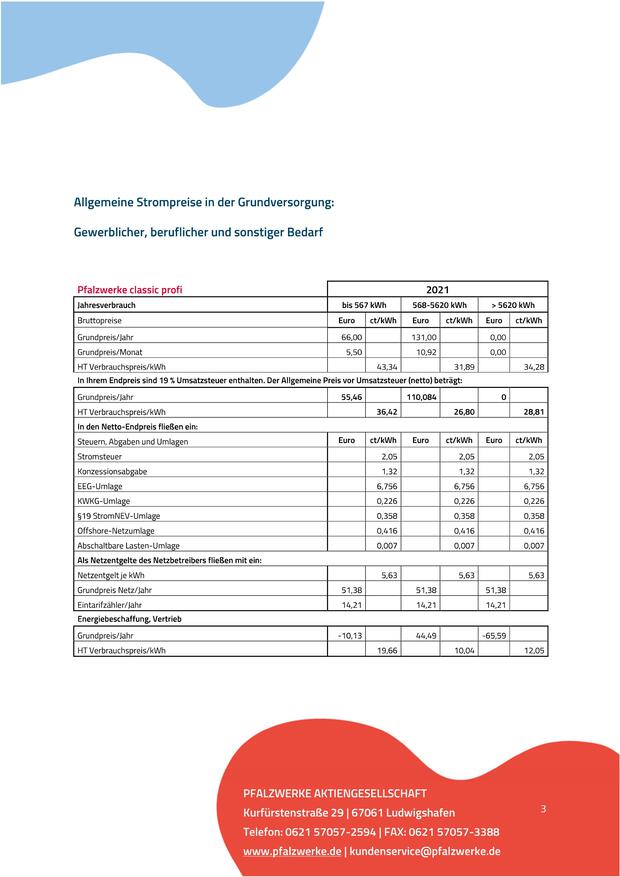 Allgemeine Strompreise in der Grundversorgung:
Gewerblicher, beruflicher und sonstiger Bedarf
Pfalzwerke classic profi 2021
Jahresverbrauch bis 567 kWh 568-5620 kWh > 5620 kWh
Bruttopreise Euro ct/kWh Euro ct/kWh Euro ct/kWh
Grundpreis/Jahr 66,00 131,00 0,00
Grundpreis/Monat 5,50 10,92 0,00
HT Verbrauchspreis/kWh 43,34 31,89 34,28
In Ihrem Endpreis sind 19 % Umsatzsteuer enthalten. Der Allgemeine Preis vor Umsatzsteuer (netto) beträgt:
Grundpreis/Jahr 55,46 110,084 0
HT Verbrauchspreis/kWh 36,42 26,80 28,81
In den Netto-Endpreis fließen ein:
Steuern, Abgaben und Umlagen Euro ct/kWh Euro ct/kWh Euro ct/kWh
Stromsteuer 2,05 2,05 2,05
Konzessionsabgabe 1,32 1,32 1,32
EEG-Umlage 6,756 6,756 6,756
KWKG-Umlage 0,226 0,226 0,226
§19 StromNEV-Umlage 0,358 0,358 0,358
Offshore-Netzumlage 0,416 0,416 0,416
Abschaltbare Lasten-Umlage 0,007 0,007 0,007
Als Netzentgelte des Netzbetreibers fließen mit ein:
Netzentgelt je kWh 5,63 5,63 5,63
Grundpreis Netz/Jahr 51,38 51,38 51,38
Eintarifzähler/Jahr 14,21 14,21 14,21
Energiebeschaffung, Vertrieb
Grundpreis/Jahr -10,13 44,49 -65,59
HT Verbrauchspreis/kWh 19,66 10,04 12,05
PFALZWERKE AKTIENGESELLSCHAFT
Kurfürstenstraße 29 | 67061 Ludwigshafen 3
Telefon: 0621 57057-2594 | FAX: 0621 57057-3388
www.pfalzwerke.de | kundenservice@pfalzwerke.de